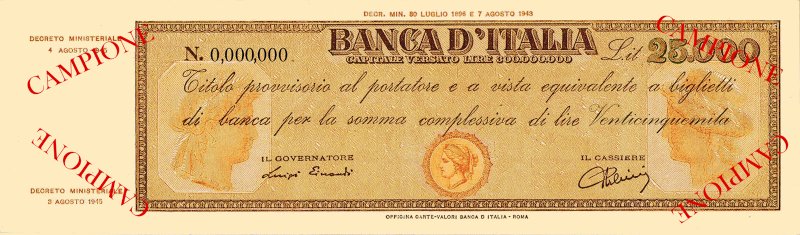 DECR. MIN. 30 LUGLIO 1896 E 7 AGOSTO 1943
DECRETO MINISTERIALE
4 AGOSTO 1945
CAMPIONE
N. 0,000,000
BANCA D'ITALIA
CAPITALE VERSATO LIRE 300.000.000
Lit 25.000
CAMPIONE
Titolo provvisorio al portatore e a vista equivalente a biglietti
di banca per la somma complessiva di lire Venticinquemila
IL GOVERNATORE
Luigi Einaudi
IL CASSIERE
CAMPIONE
CAMPIONE
DECRETO MINISTERIALE
3 AGOSTO 1945
OFFICINA CARTE-VALORI BANCA D'ITALIA - ROMA